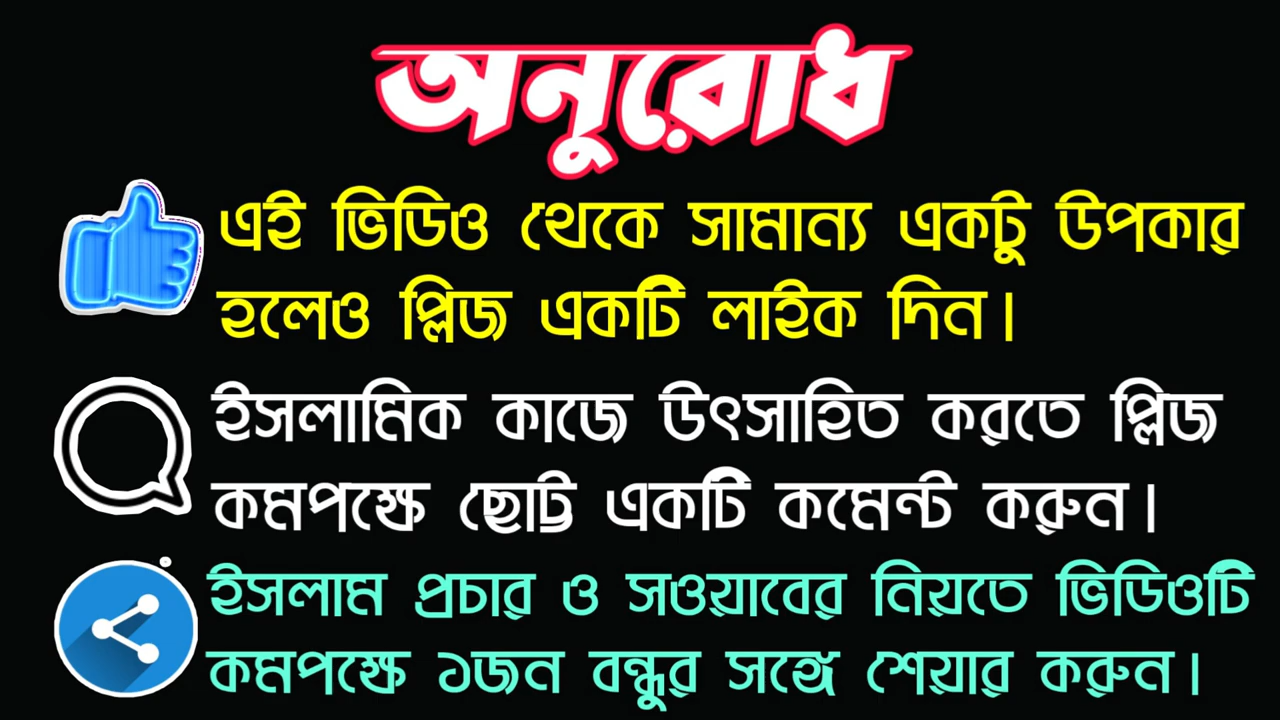 অনুরোধ
এই ভিডিও থেকে সামান্য একটু উপকার
হলেও প্লিজ একটি লাইক দিন।
ইসলামিক কাজে উৎসাহিত করতে প্লিজ
কমপক্ষে ছোট্ট একটি কমেন্ট করুন।
ইসলাম প্রচার ও সওয়াবের নিয়তে ভিডিওটি
কমপক্ষে ১জন বন্ধুর সঙ্গে শেয়ার করুন।